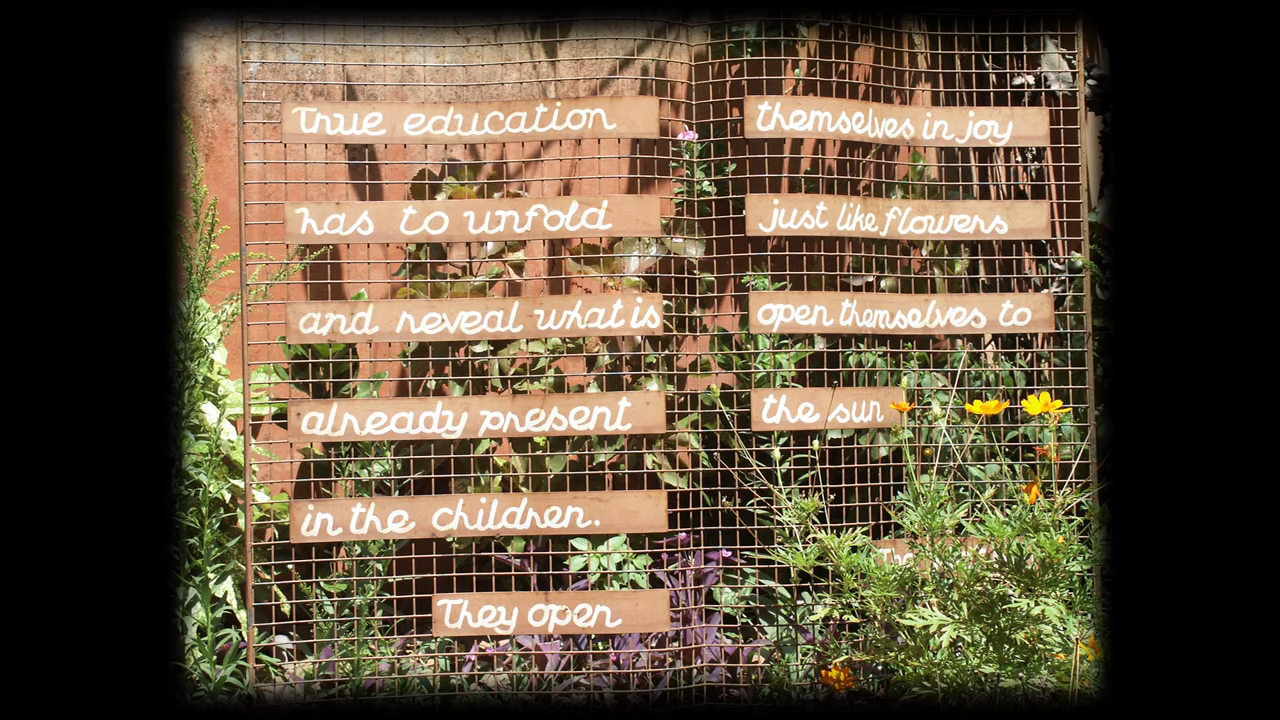 True education
has to unfold
and reveal what is
already present
in the children.
They open
themselves in joy
just like flowers
open themselves to
the sun